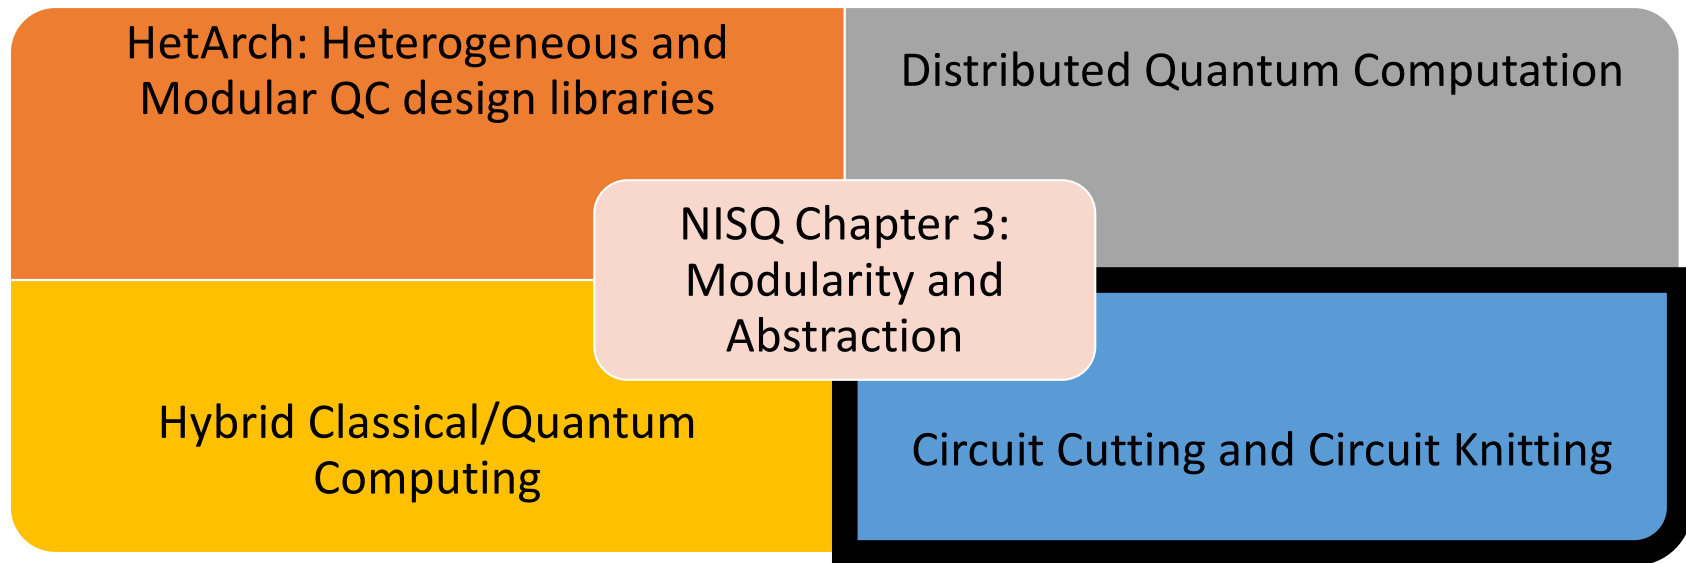 HetArch: Heterogeneous and
Modular QC design libraries
Distributed Quantum Computation
NISQ Chapter 3:
Modularity and
Abstraction
Hybrid Classical/Quantum
Computing
Circuit Cutting and Circuit Knitting